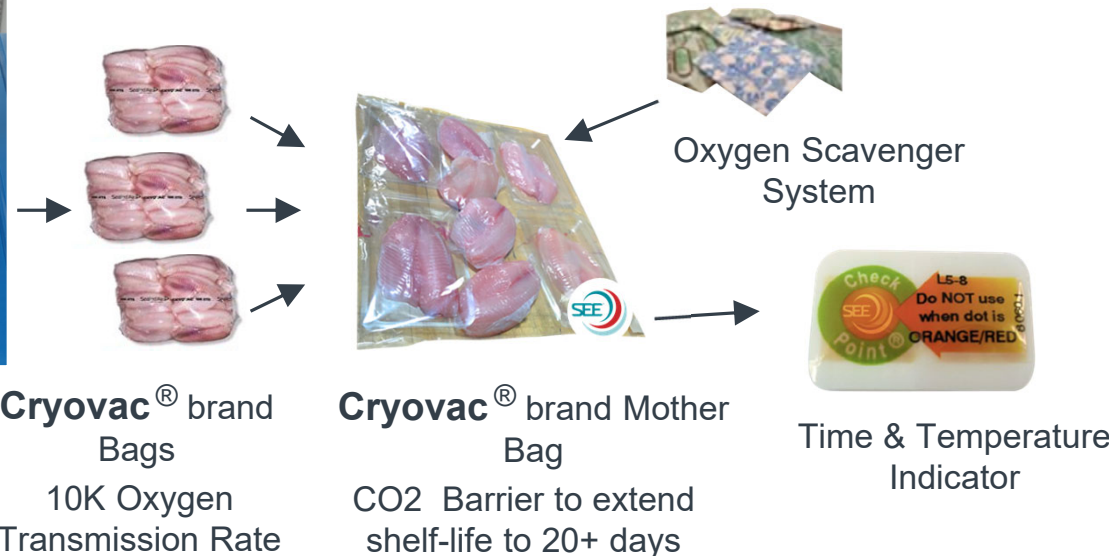 Oxygen Scavenger
System
SEE
Check
Point®
SEE
L5-8
Do NOT use
when dot is
ORANGE/RED
Cryovac® brand
Bags
10K Oxygen
Transmission Rate
Cryovac® brand Mother
Bag
CO2 Barrier to extend
shelf-life to 20+ days
Time & Temperature
Indicator